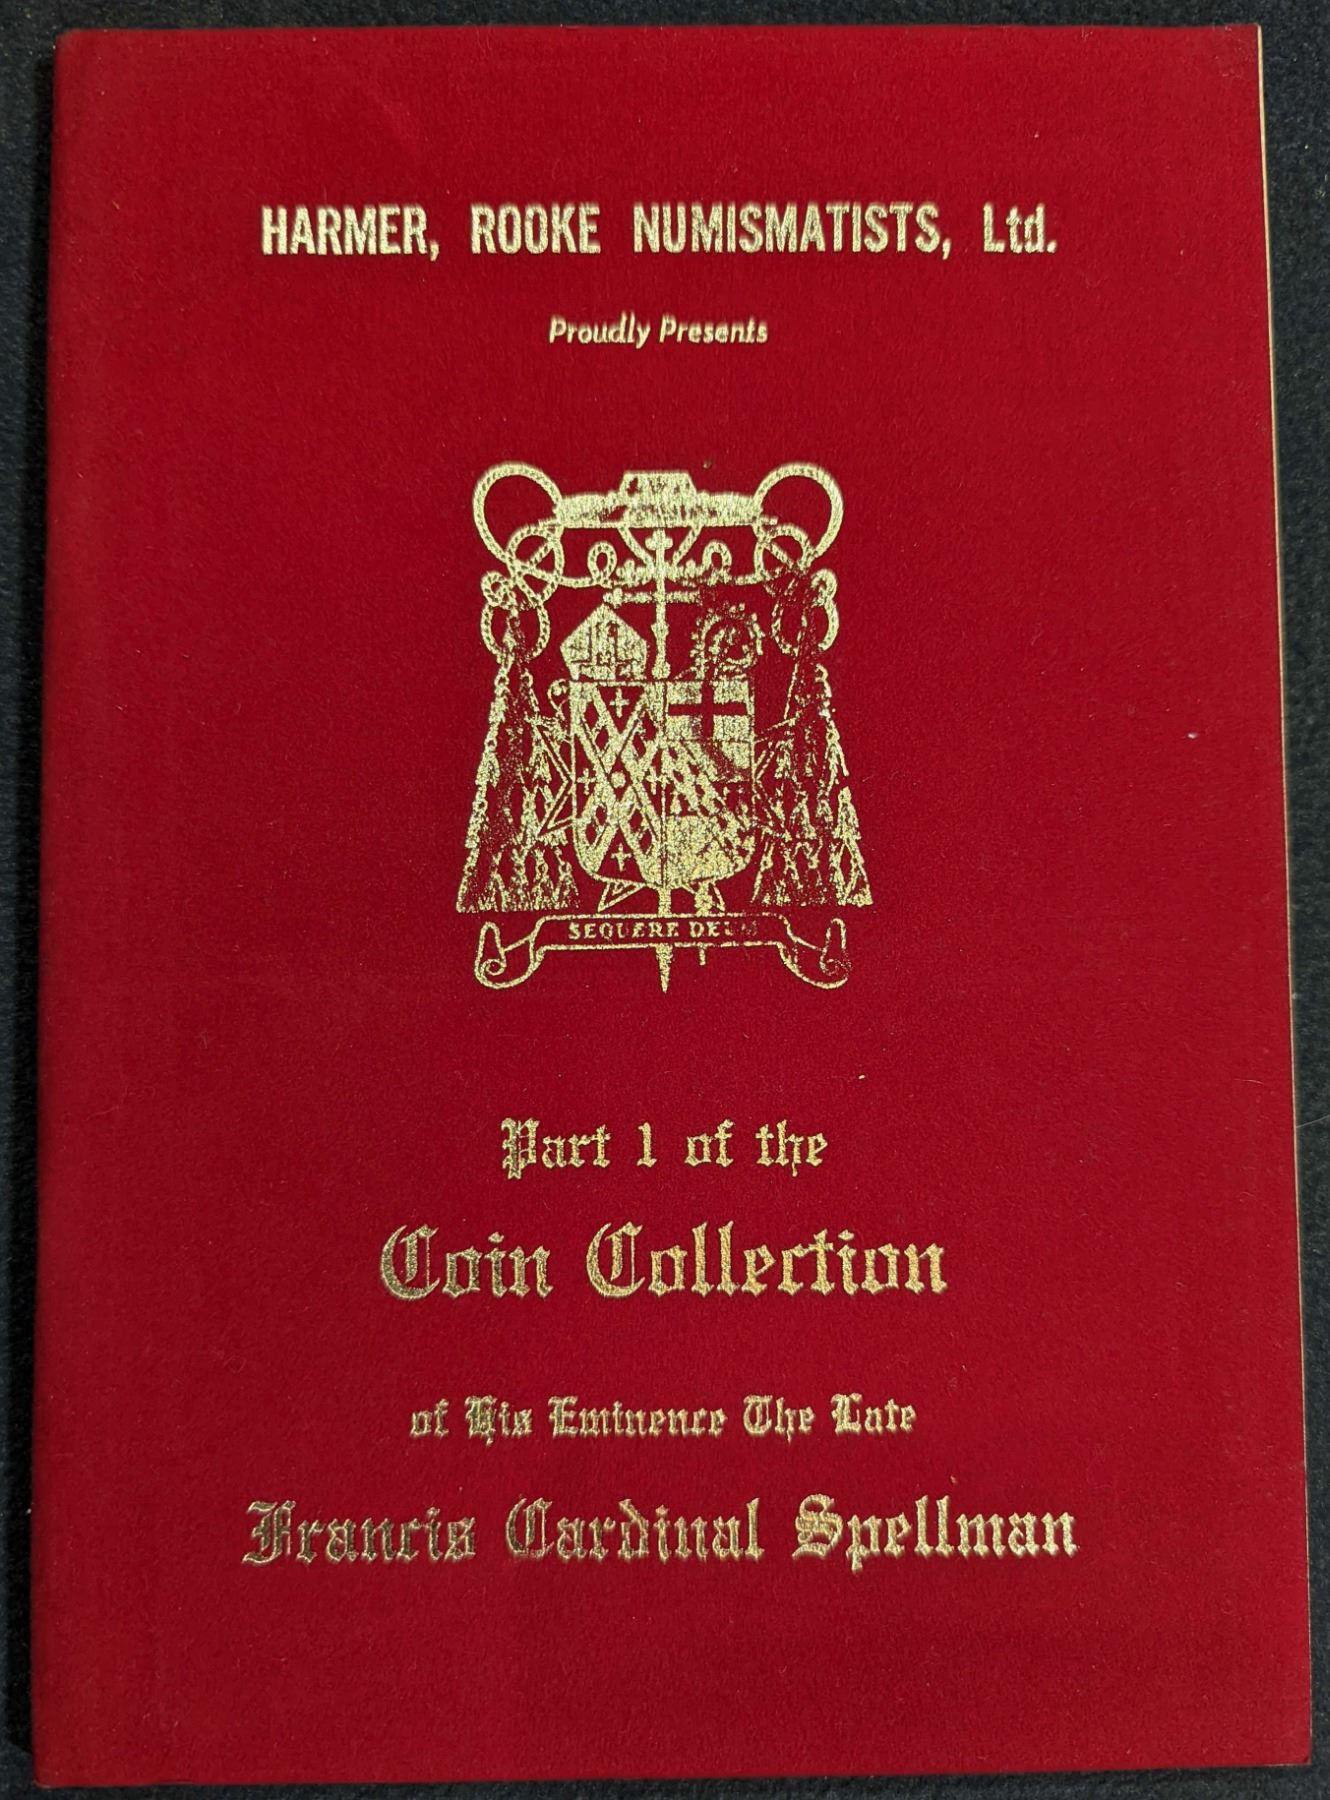 HARMER, ROOKE NUMISMATISTS, Ltd.
Proudly Presents
SEQUERE DEUM
Part 1 of the
Coin Collection
of His Eminence The Late
Francis Cardinal Spellman